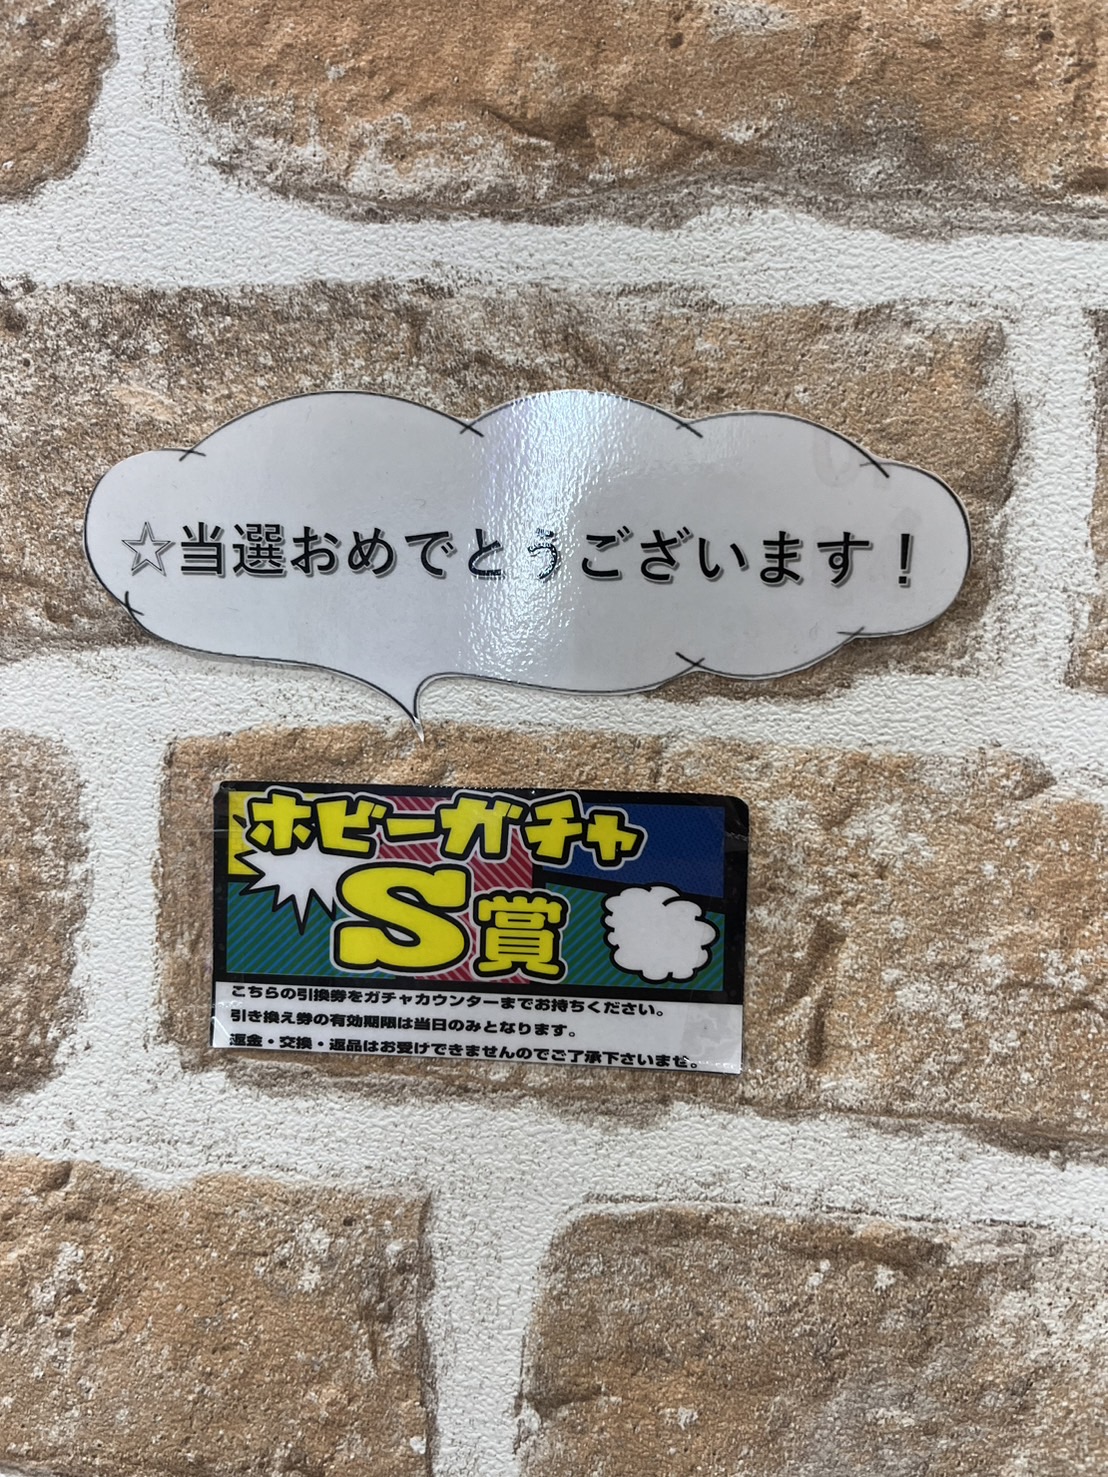 ☆当選おめでとうございます！
ホビーガチャ
S賞
こちらの引換券をガチャカウンターまでお持ちください。
引き換え券の有効期限は当日のみとなります。
返金・交換・返品はお受けできませんのでご了承下さいませ。